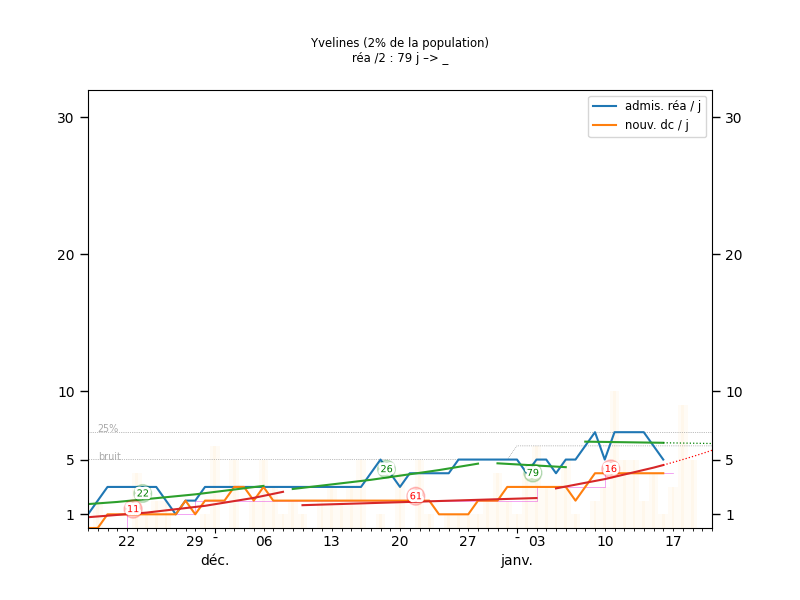 Yvelines (2% de la population)
réa /2 : 79 j –> _
admis. réa / j
nouv. dc / j
30 30
20 20
10 10
25%
5 bruit 5
26
16
79
22
61
11
1 1
22 29 - 06 13 20 27 - 03 10 17
déc. janv.